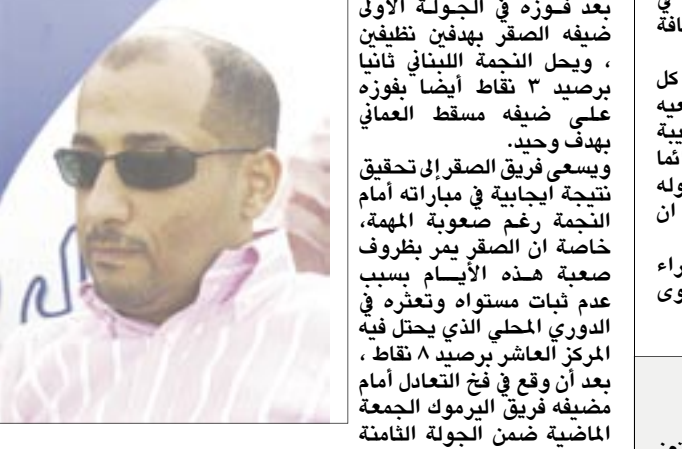 بعد فوزه في الجولة الأولى
ضيفه الصقر بهدفين نظيفين
، ويحل النجمة اللبناني ثانيا
برصيد ٣ نقاط أيضا بفوزه
على ضيفه مسقط العماني
بهدف وحيد.
ويسعى فريق الصقر إلى تحقيق
نتيجة ايجابية في مباراته أمام
النجمة رغم صعوبة المهمة،
خاصة ان الصقر يمر بظروف
صعبة هذه الأيام بسبب
عدم ثبات مستواه وتعثره في
الدوري المحلي الذي يحتل فيه
المركز العاشر برصيد ٨ نقاط ،
بعد أن وقع في فخ التعادل أمام
مضيفه فريق اليرموك الجمعة
الماضية ضمن الجولة الثامنة
في
كل
ان